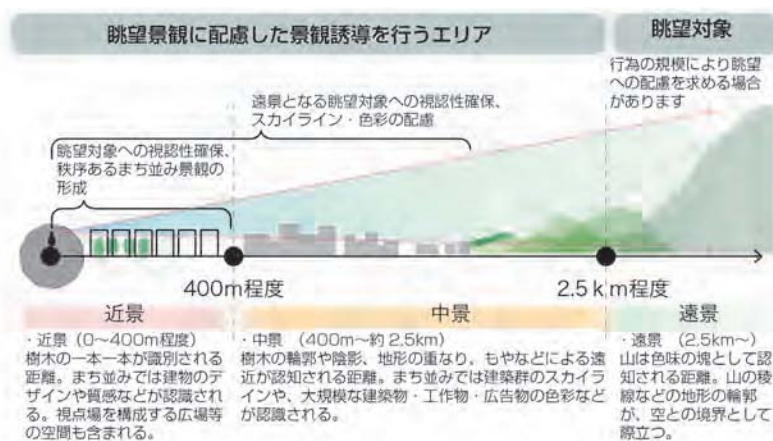 眺望景観に配慮した景観誘導を行うエリア
眺望対象
行為の規模により眺望
への配慮を求める場合
があります
遠景となる眺望対象への視認性確保、
スカイライン・色彩の配慮
眺望対象への視認性確保、
秩序あるまち並み景観の
形成
400m程度
2.5km程度
近景
中景
遠景
・近景（0～400m程度）
樹木の一本一本が識別される
距離。まち並みでは建物のデ
ザインや質感などが認識され
る。視点場を構成する広場等
の空間も含まれる。
・中景　（400m～約2.5km）
樹木の輪郭や陰影、地形の重なり、もやなどによる遠
近が認知される距離。まち並みでは建築群のスカイラ
インや、大規模な建築物・工作物・広告物の色彩など
が認識される。
・遠景　（2.5km～）
山は色味の塊として認
知される距離。山の稜
線などの地形の輪郭
が、空との境界として
際立つ。